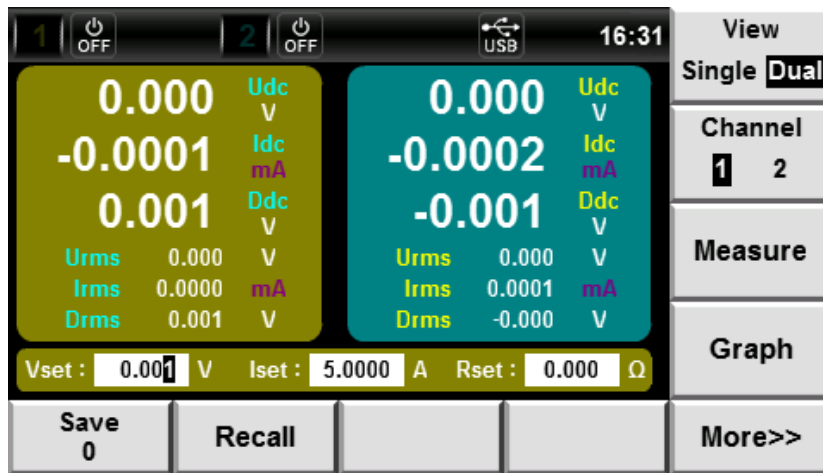 1 OFF 2 OFF USB 16:31
View
Single Dual
0.000 Udc V
-0.0001 Idc mA
0.001 Ddc V
Urms 0.000 V
Irms 0.0000 mA
Drms 0.001 V
0.000 Udc V
-0.0002 Idc mA
-0.001 Ddc V
Urms 0.000 V
Irms 0.0001 mA
Drms -0.000 V
Channel
1 2
Measure
Graph
Vset : 0.001 V Iset : 5.0000 A Rset : 0.000 Ω
Save
0
Recall
More>>